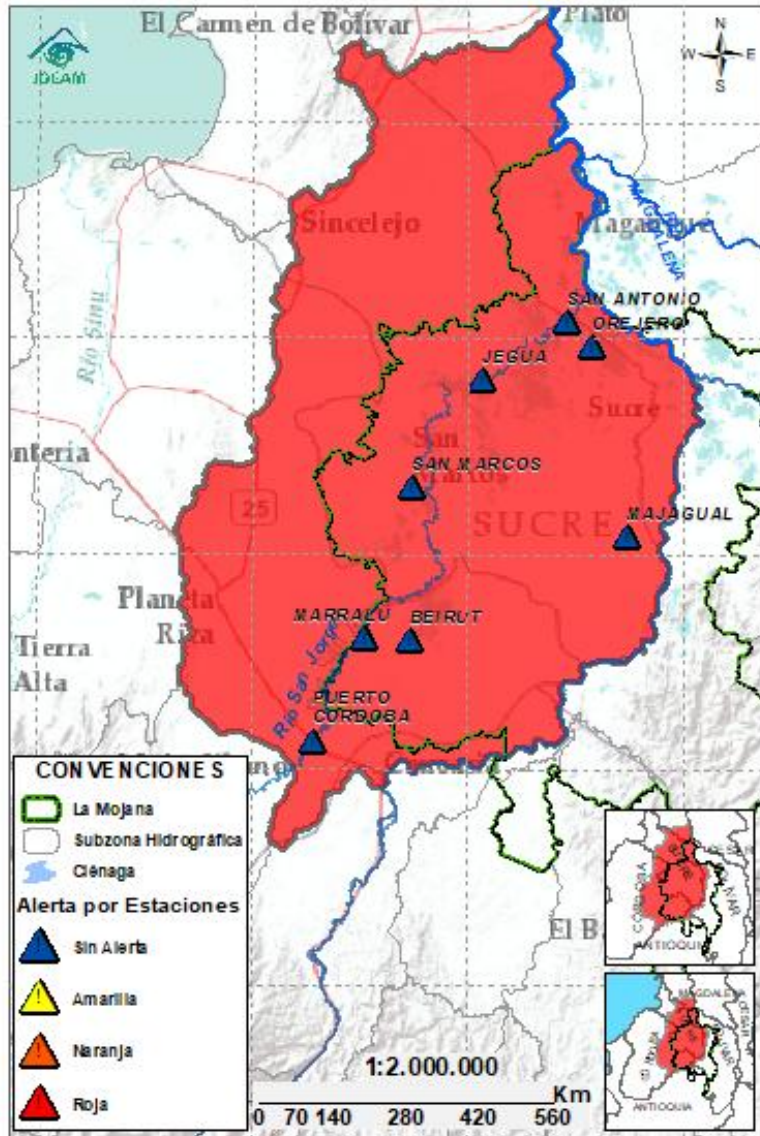 El Carmen de Bolívar
Plato
N
W E
S
IDEAM
Sincelejo
Magangué
MAGDALENA
Río Sinú
SAN ANTONIO
OREJERO
JEGUA
Sucre
San
Marcos
SAN MARCOS
ntería
25
SUCRE
MAJAGUAL
Planeta
Rica
MARRALU
BEIRUT
Tierra
Alta
Río San Jorge
PUERTO
CORDOBA
CONVENCIONES
La Mojana
Subzona Hidrográfica
Ciénaga
Alerta por Estaciones
Sin Alerta
Amarilla
Naranja
Roja
El B
1:2.000.000
Km
0 70 140 280 420 560
CORDOBA
ANTIOQUIA
MAGDALENA
ANTIOQUIA